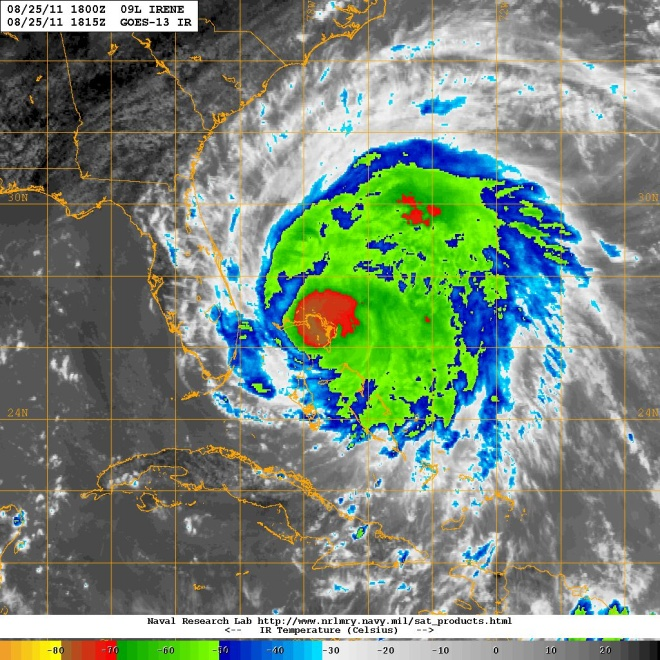 08/25/11 1800Z 09L IRENE
08/25/11 1815Z GOES-13 IR
30N
30N
24N
24N
Naval Research Lab http://www.nrlmry.navy.mil/sat_products.html
<-- IR Temperature (Celsius) -->
-80 -70 -60 -50 -40 -30 -20 -10 0 10 20